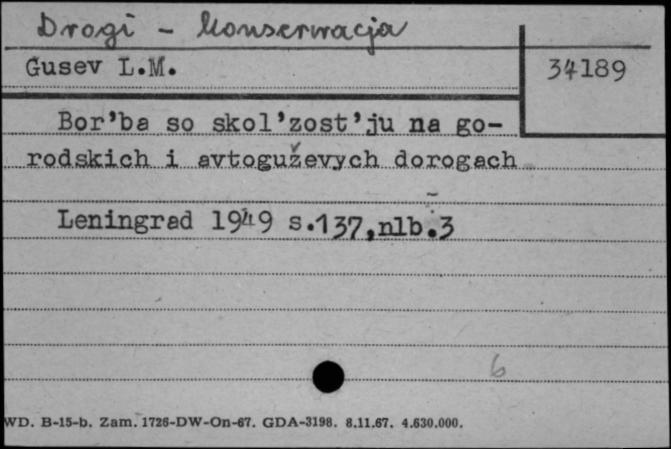 Drogi - Konserwacja
Gusev L.M.
34189
Bor'ba so skol'zost'ju na go-
rodskich i avtoguževych dorogach
Leningrad 1949 s.137,nlb.3
6
WD. B-15-b. Zam. 1726-DW-On-67. GDA-3198. 8.11.67. 4.630.000.